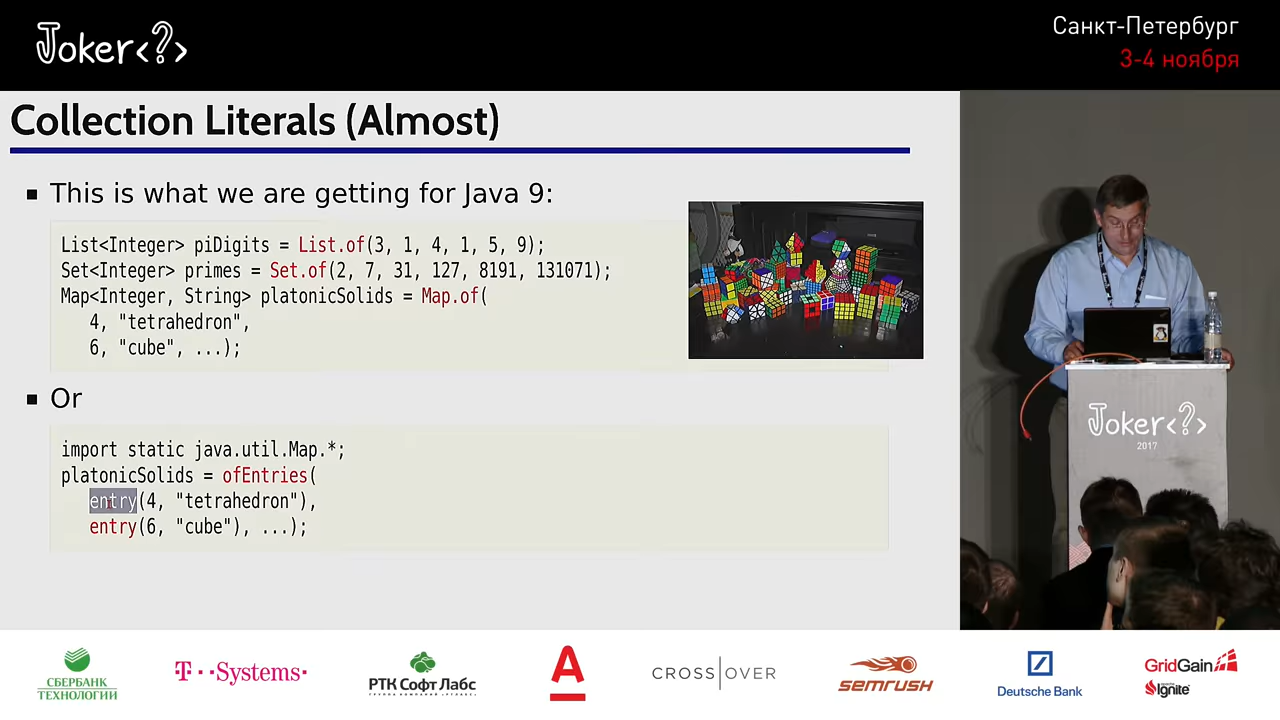 Joker<?>
Санкт-Петербург
3-4 ноября
Collection Literals (Almost)
This is what we are getting for Java 9:
List<Integer> piDigits = List.of(3, 1, 4, 1, 5, 9);
Set<Integer> primes = Set.of(2, 7, 31, 127, 8191, 131071);
Map<Integer, String> platonicSolids = Map.of(
4, "tetrahedron",
6, "cube", ...);
Or
import static java.util.Map.*;
platonicSolids = ofEntries(
entry(4, "tetrahedron"),
entry(6, "cube"), ...);
Joker<?>
2017
СБЕРБАНК
ТЕХНОЛОГИИ
T··Systems·
РТК Софт Лабс
A
CROSSOVER
semrush
Deutsche Bank
GridGain
Ignite